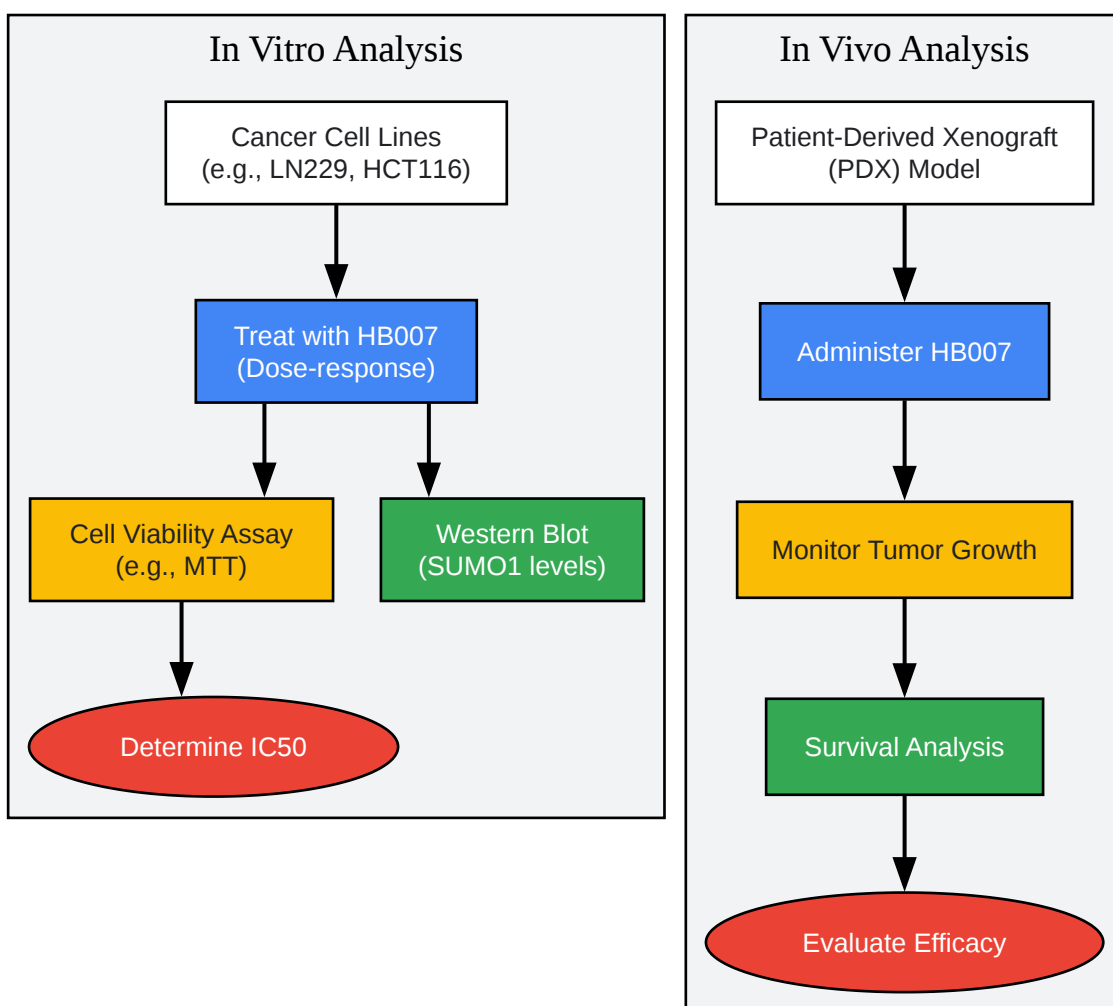 In Vitro Analysis
Cancer Cell Lines
(e.g., LN229, HCT116)
Treat with HB007
(Dose-response)
Cell Viability Assay
(e.g., MTT)
Western Blot
(SUMO1 levels)
Determine IC50
In Vivo Analysis
Patient-Derived Xenograft
(PDX) Model
Administer HB007
Monitor Tumor Growth
Survival Analysis
Evaluate Efficacy